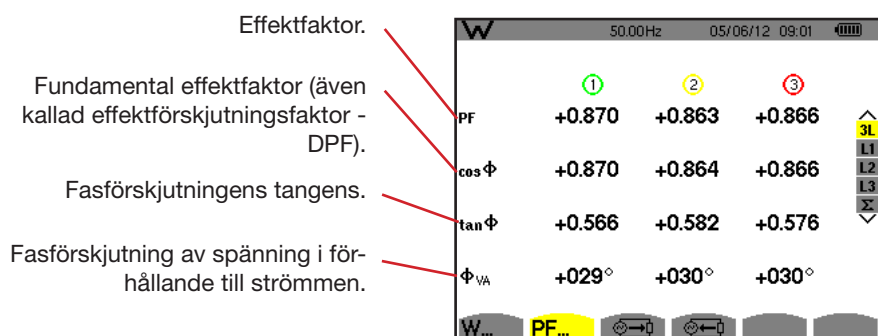 Effektfaktor.
Fundamental effektfaktor (även
kallad effektförskjutningsfaktor -
DPF).
Fasförskjutningens tangens.
Fasförskjutning av spänning i för-
hållande till strömmen.
W 50.00Hz 05/06/12 09:01
1 2 3
PF +0.870 +0.863 +0.866
cos Φ +0.870 +0.864 +0.866
tan Φ +0.566 +0.582 +0.576
Φ VA +029° +030° +030°
3L
L1
L2
L3
Σ
W... PF...